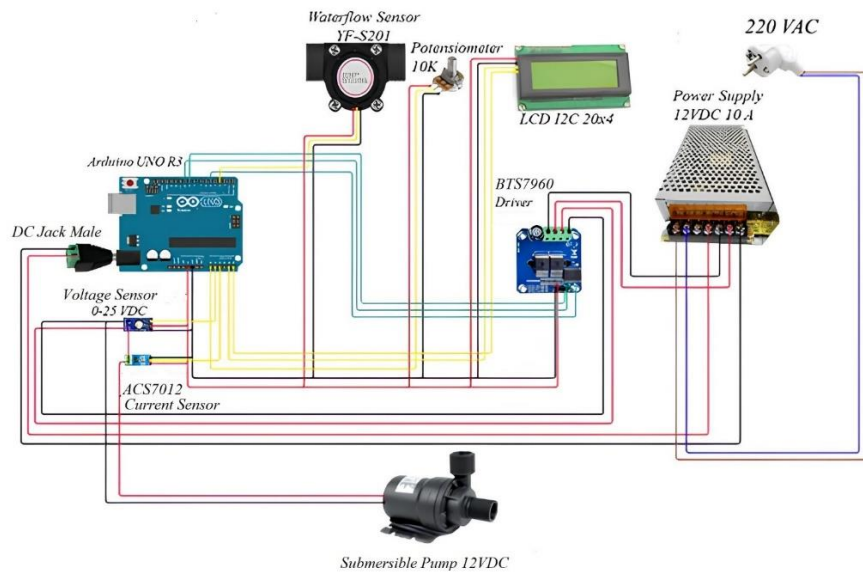 Waterflow Sensor
YF-S201
Potensiometer
10K
220 VAC
LCD I2C 20x4
Power Supply
12VDC 10 A
Arduino UNO R3
BTS7960
Driver
DC Jack Male
Voltage Sensor
0-25 VDC
ACS7012
Current Sensor
Submersible Pump 12VDC